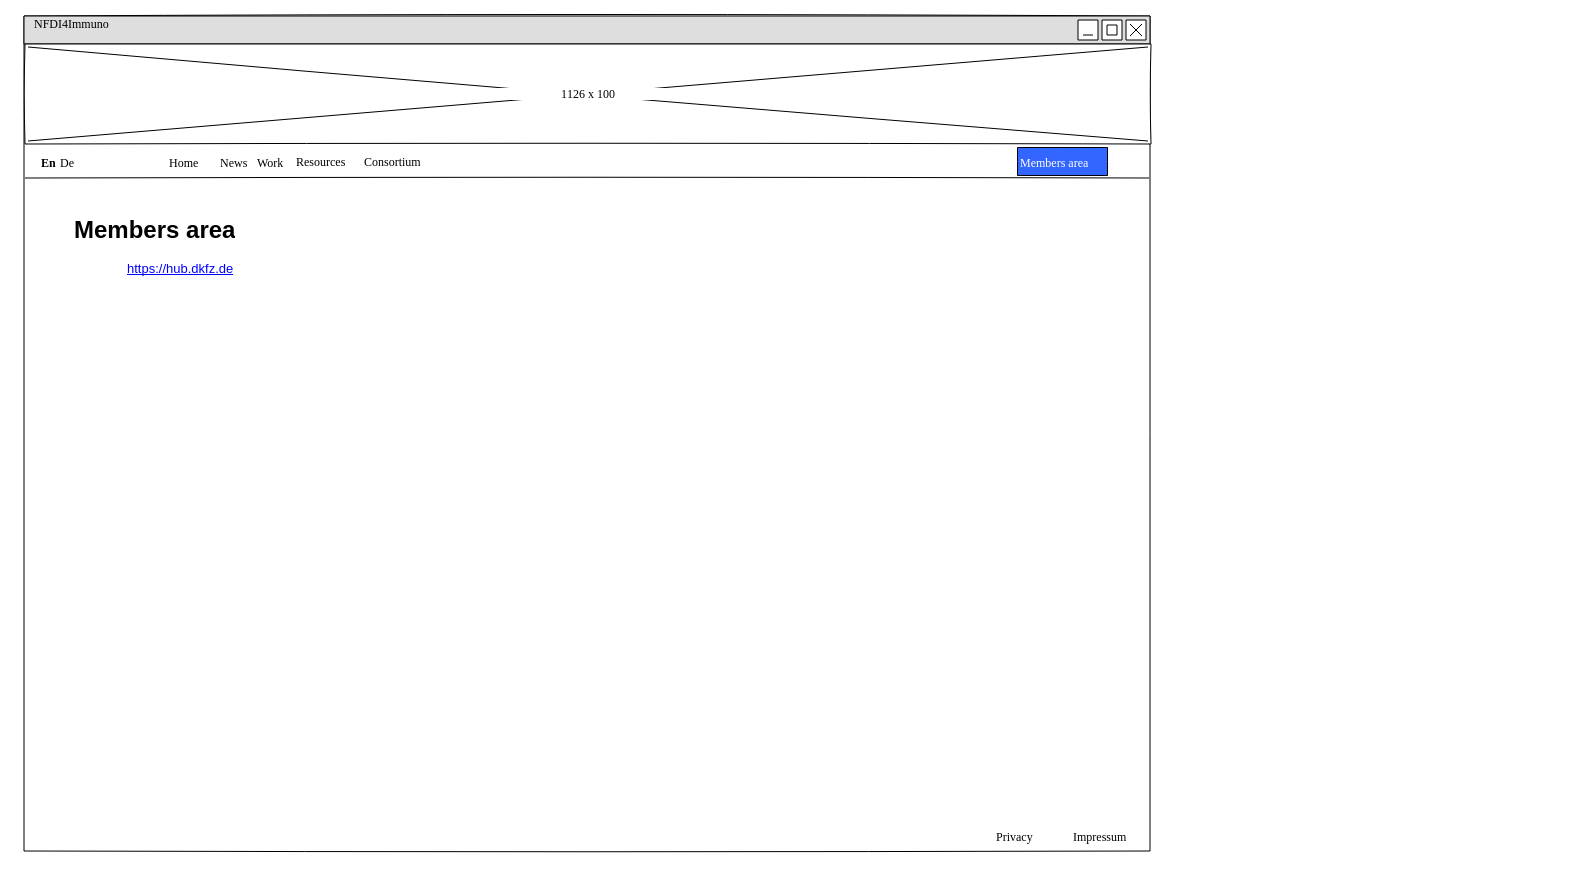 NFDI4Immuno
1126 x 100
En De Home News Work Resources Consortium Members area
Members area
https://hub.dkfz.de
Privacy Impressum